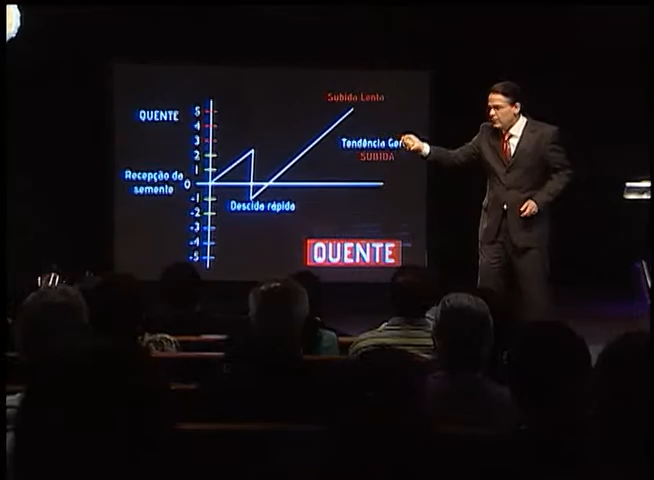 Subida Lenta
QUENTE
5
4
3
2
1
0
-1
-2
-3
-4
-5
Tendência
SUBIDA
Recepção da
semente
Descida rápida
QUENTE